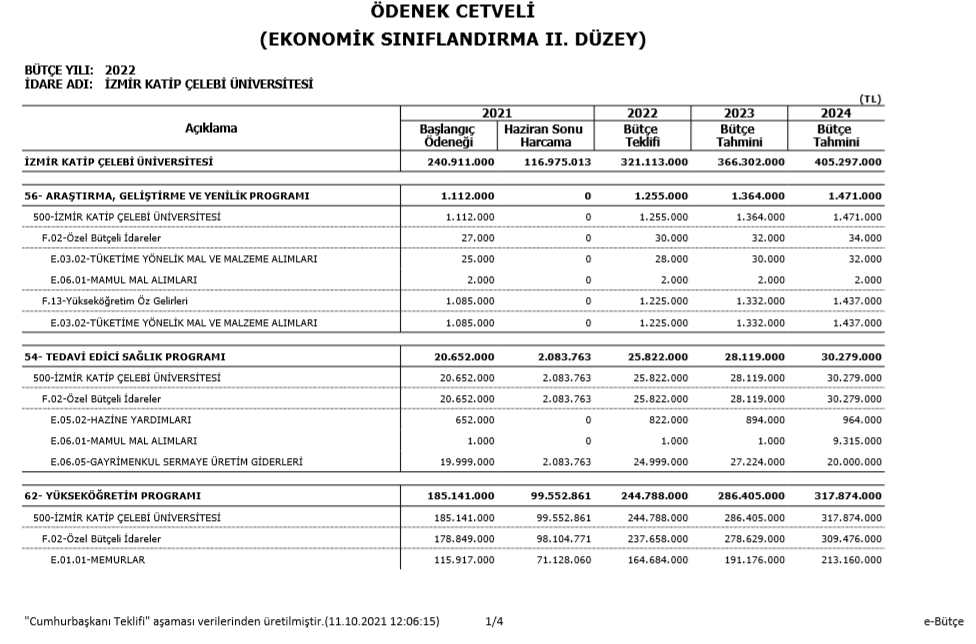 ÖDENEK CETVELİ
(EKONOMİK SINIFLANDIRMA II. DÜZEY)
BÜTÇE YILI: 2022
İDARE ADI: İZMİR KATİP ÇELEBİ ÜNİVERSİTESİ
(TL)
Açıklama 2021 2022 2023 2024
Başlangıç Ödeneği Haziran Sonu Harcama Bütçe Teklifi Bütçe Tahmini Bütçe Tahmini
İZMİR KATİP ÇELEBİ ÜNİVERSİTESİ 240.911.000 116.975.013 321.113.000 366.302.000 405.297.000
56- ARAŞTIRMA, GELİŞTİRME VE YENİLİK PROGRAMI 1.112.000 0 1.255.000 1.364.000 1.471.000
500-İZMİR KATİP ÇELEBİ ÜNİVERSİTESİ 1.112.000 0 1.255.000 1.364.000 1.471.000
F.02-Özel Bütçeli İdareler 27.000 0 30.000 32.000 34.000
E.03.02-TÜKETİME YÖNELİK MAL VE MALZEME ALIMLARI 25.000 0 28.000 30.000 32.000
E.06.01-MAMUL MAL ALIMLARI 2.000 0 2.000 2.000 2.000
F.13-Yükseköğretim Öz Gelirleri 1.085.000 0 1.225.000 1.332.000 1.437.000
E.03.02-TÜKETİME YÖNELİK MAL VE MALZEME ALIMLARI 1.085.000 0 1.225.000 1.332.000 1.437.000
54- TEDAVİ EDİCİ SAĞLIK PROGRAMI 20.652.000 2.083.763 25.822.000 28.119.000 30.279.000
500-İZMİR KATİP ÇELEBİ ÜNİVERSİTESİ 20.652.000 2.083.763 25.822.000 28.119.000 30.279.000
F.02-Özel Bütçeli İdareler 20.652.000 2.083.763 25.822.000 28.119.000 30.279.000
E.05.02-HAZİNE YARDIMLARI 652.000 0 822.000 894.000 964.000
E.06.01-MAMUL MAL ALIMLARI 1.000 0 1.000 1.000 9.315.000
E.06.05-GAYRİMENKUL SERMAYE ÜRETİM GİDERLERİ 19.999.000 2.083.763 24.999.000 27.224.000 20.000.000
62- YÜKSEKÖĞRETİM PROGRAMI 185.141.000 99.552.861 244.788.000 286.405.000 317.874.000
500-İZMİR KATİP ÇELEBİ ÜNİVERSİTESİ 185.141.000 99.552.861 244.788.000 286.405.000 317.874.000
F.02-Özel Bütçeli İdareler 178.849.000 98.104.771 237.658.000 278.629.000 309.476.000
E.01.01-MEMURLAR 115.917.000 71.128.060 164.684.000 191.176.000 213.160.000
"Cumhurbaşkanı Teklifi" aşaması verilerinden üretilmiştir.(11.10.2021 12:06:15) 1/4 e-Bütçe